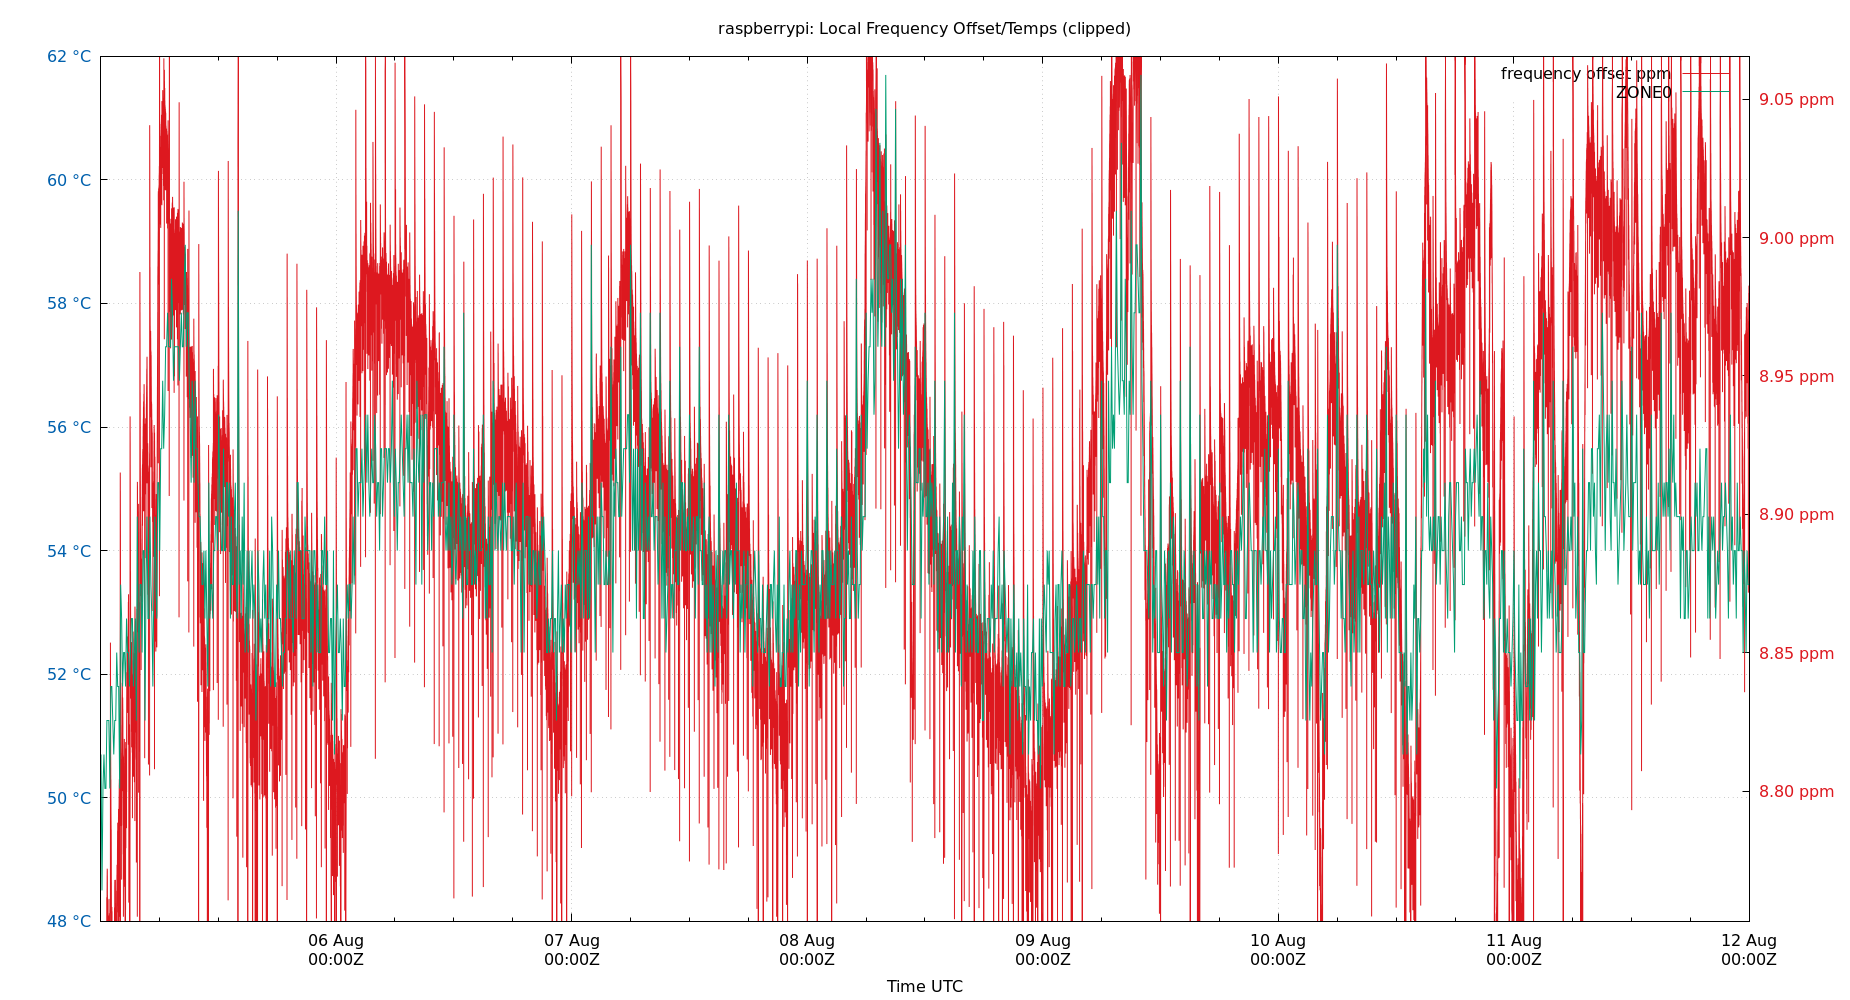 raspberrypi: Local Frequency Offset/Temps (clipped)
62 °C
60 °C
58 °C
56 °C
54 °C
52 °C
50 °C
48 °C
frequency offset ppm
ZONE0
9.05 ppm
9.00 ppm
8.95 ppm
8.90 ppm
8.85 ppm
8.80 ppm
06 Aug
00:00Z
07 Aug
00:00Z
08 Aug
00:00Z
09 Aug
00:00Z
10 Aug
00:00Z
11 Aug
00:00Z
12 Aug
00:00Z
Time UTC